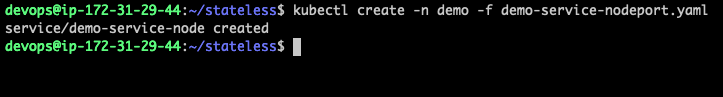 devops@ip-172-31-29-44:~/stateless$ kubectl create -n demo -f demo-service-nodeport.yaml
service/demo-service-node created
devops@ip-172-31-29-44:~/stateless$